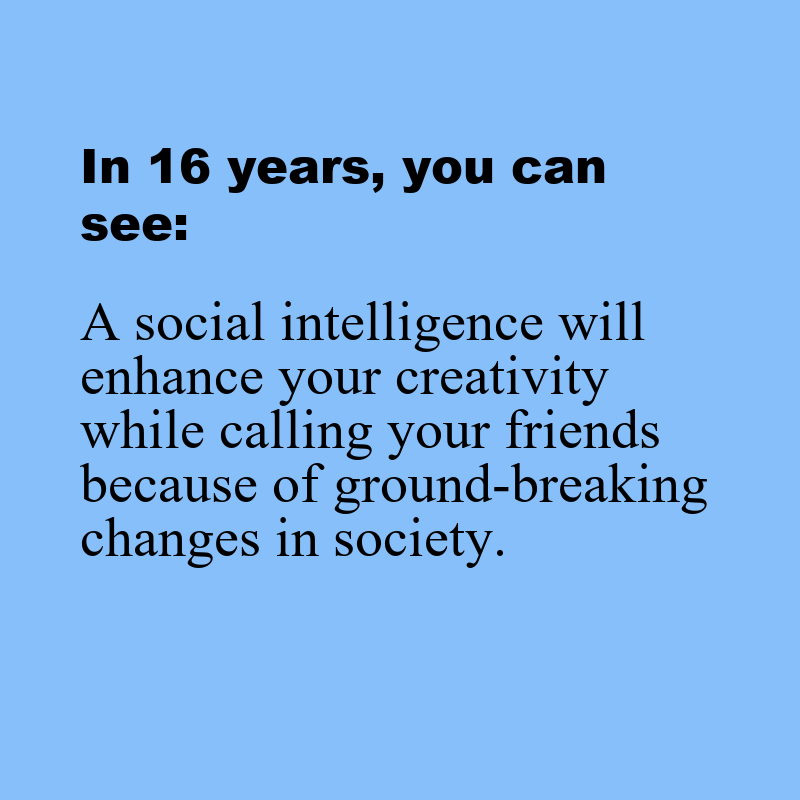 In 16 years, you can
see:
A social intelligence will
enhance your creativity
while calling your friends
because of ground-breaking
changes in society.